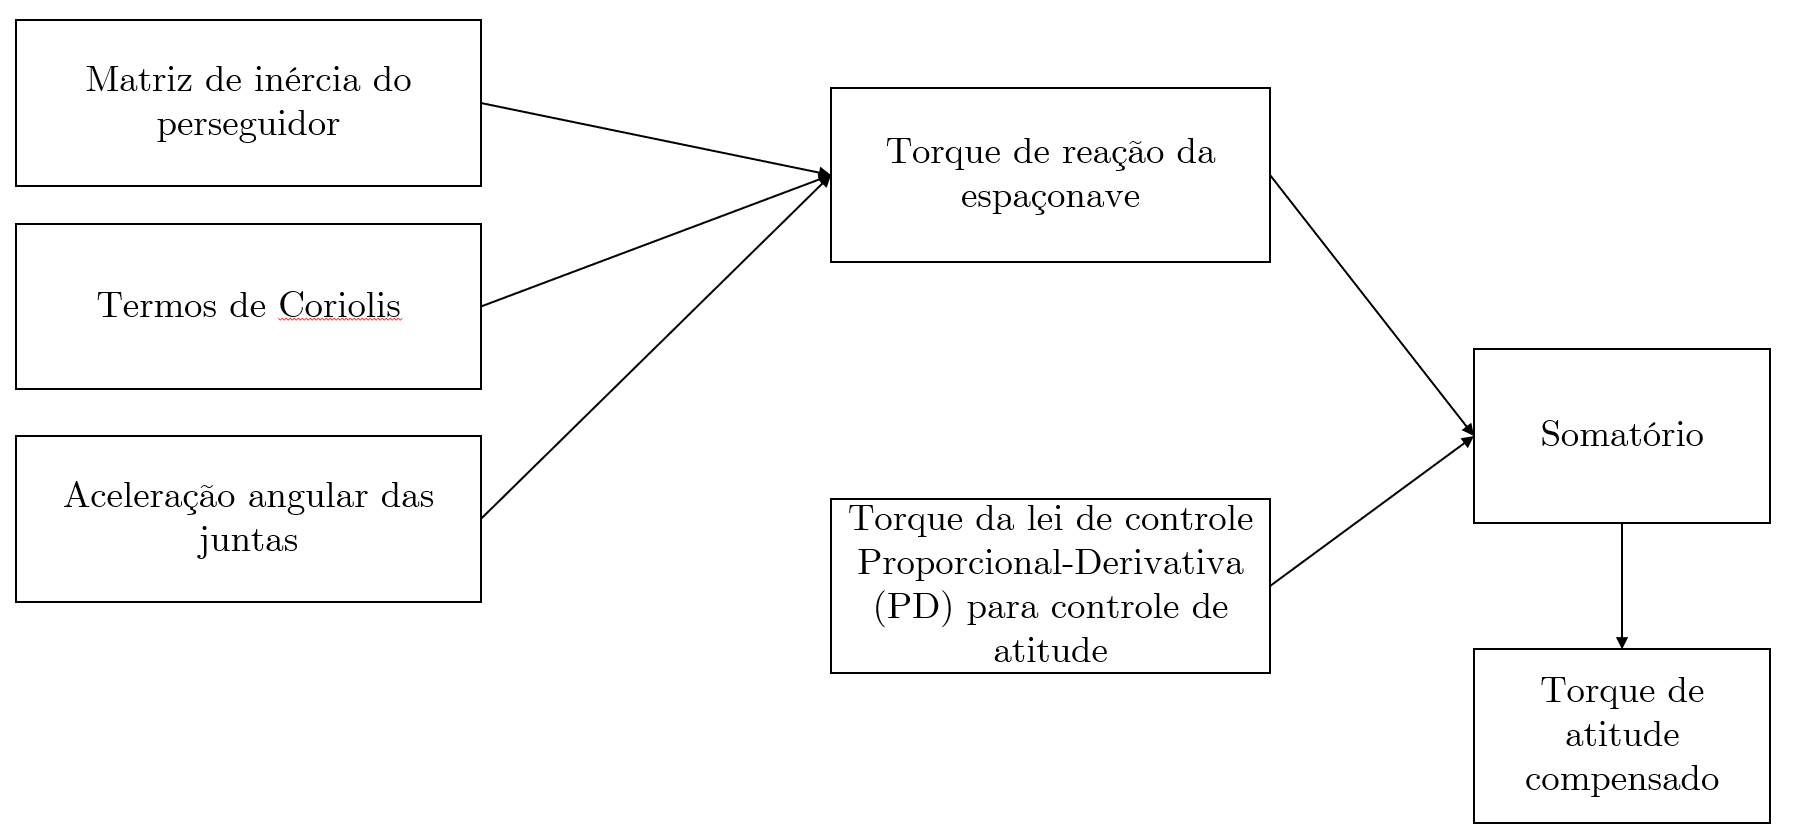 Matriz de inércia do
perseguidor
Termos de Coriolis
Aceleração angular das
juntas
Torque de reação da
espaçonave
Torque da lei de controle
Proporcional-Derivativa
(PD) para controle de
atitude
Somatório
Torque de
atitude
compensado